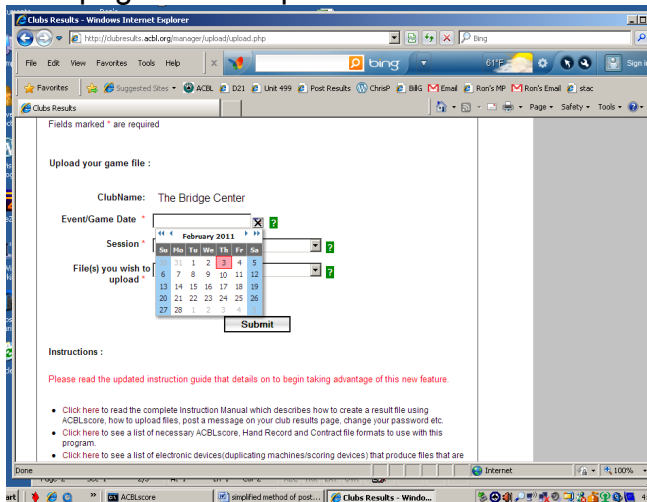 Clubs Results - Windows Internet Explorer
http://clubresults.acbl.org/manager/upload/upload.php
Bing
File Edit View Favorites Tools Help
bing
61°F
Sign i
Favorites Suggested Sites ACBL D21 Unit 499 Post Results ChrisP BillG Email Ron's MP Ron's Email stac
Clubs Results
Page Safety Tools
Fields marked * are required
Upload your game file :
ClubName: The Bridge Center
Event/Game Date *
February 2011
Su Mo Tu We Th Fr Sa
30 31 1 2 3 4 5
6 7 8 9 10 11 12
13 14 15 16 17 18 19
20 21 22 23 24 25 26
27 28 1 2 3 4
Session *
File(s) you wish to
upload *
Submit
Instructions :
Please read the updated instruction guide that details on to begin taking advantage of this new feature.
Click here to read the complete Instruction Manual which describes how to create a result file using
ACBLscore, how to upload files, post a message on your club results page, change your password etc.
Click here to see a list of necessary ACBLscore, Hand Record and Contract file formats to use with this
program.
Click here to see a list of electronic devices(duplicating machines/scoring devices) that produce files that are
Done
Internet
100%
art
ACBLscore
simplified method of post...
Clubs Results - Windo...